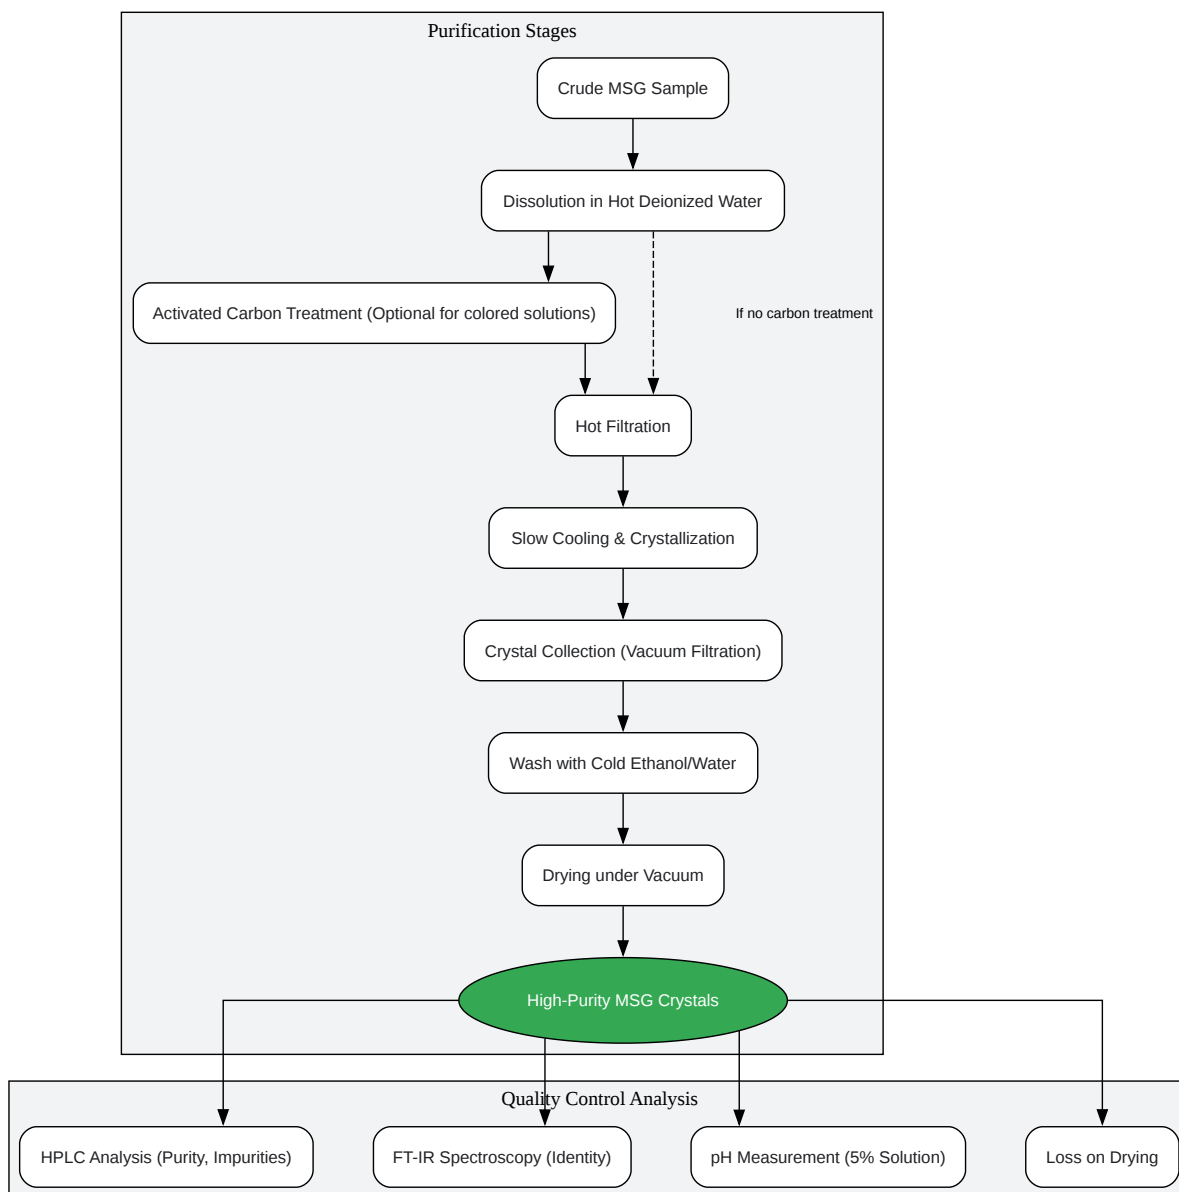 Purification Stages
Crude MSG Sample
Dissolution in Hot Deionized Water
Activated Carbon Treatment (Optional for colored solutions)
If no carbon treatment
Hot Filtration
Slow Cooling & Crystallization
Crystal Collection (Vacuum Filtration)
Wash with Cold Ethanol/Water
Drying under Vacuum
High-Purity MSG Crystals
Quality Control Analysis
HPLC Analysis (Purity, Impurities)
FT-IR Spectroscopy (Identity)
pH Measurement (5% Solution)
Loss on Drying